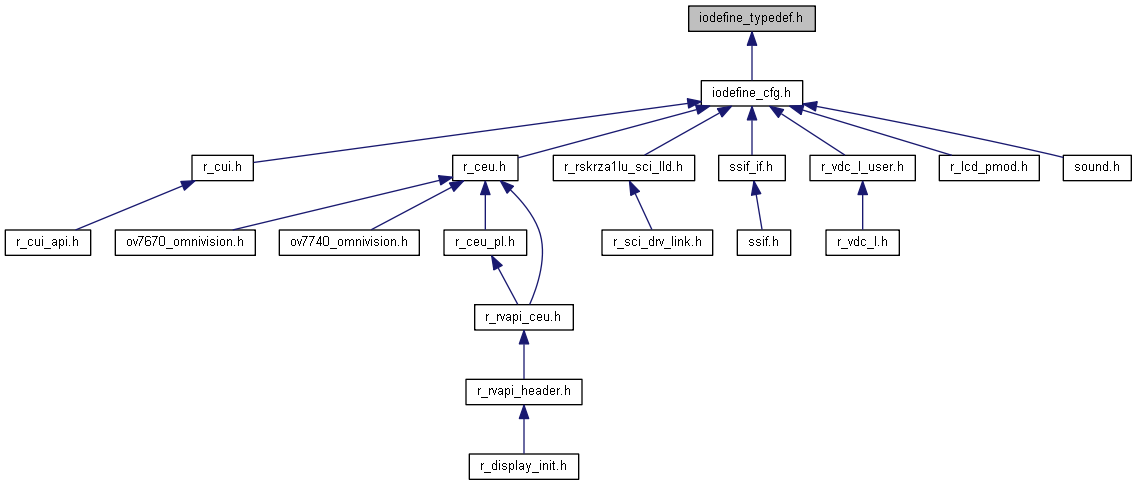 iodefine_typedef.h
iodefine_cfg.h
r_cui.h
r_ceu.h
r_rskrza1lu_sci_lld.h
ssif_if.h
r_vdc_l_user.h
r_lcd_pmod.h
sound.h
r_cui_api.h
ov7670_omnivision.h
ov7740_omnivision.h
r_ceu_pl.h
r_sci_drv_link.h
ssif.h
r_vdc_l.h
r_rvapi_ceu.h
r_rvapi_header.h
r_display_init.h